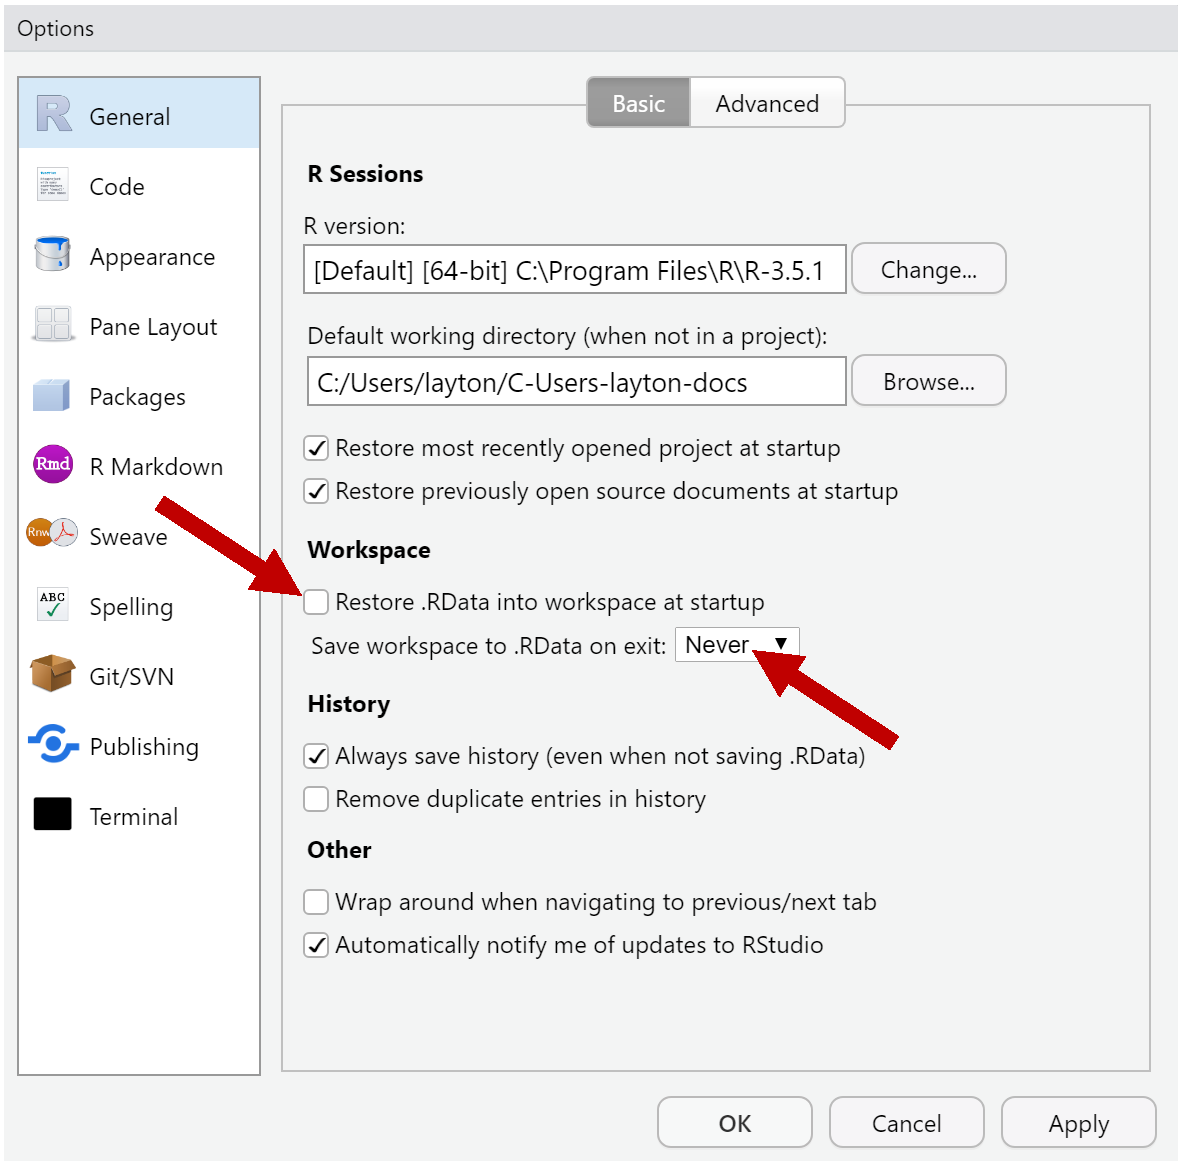 Options
General
Code
Appearance
Pane Layout
Packages
Rmd
R Markdown
Rnw
Sweave
ABC
Spelling
Git/SVN
Publishing
Terminal
Basic
Advanced
R Sessions
R version:
[Default] [64-bit] C:\Program Files\R\R-3.5.1
Change...
Default working directory (when not in a project):
C:/Users/layton/C-Users-layton-docs
Browse...
Restore most recently opened project at startup
Restore previously open source documents at startup
Workspace
Restore .RData into workspace at startup
Save workspace to .RData on exit: Never
History
Always save history (even when not saving .RData)
Remove duplicate entries in history
Other
Wrap around when navigating to previous/next tab
Automatically notify me of updates to RStudio
OK
Cancel
Apply